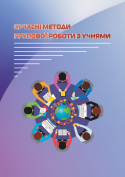 СУЧАСНІ МЕТОДИ
ГРУПОВОЇ РОБОТИ З УЧНЯМИ